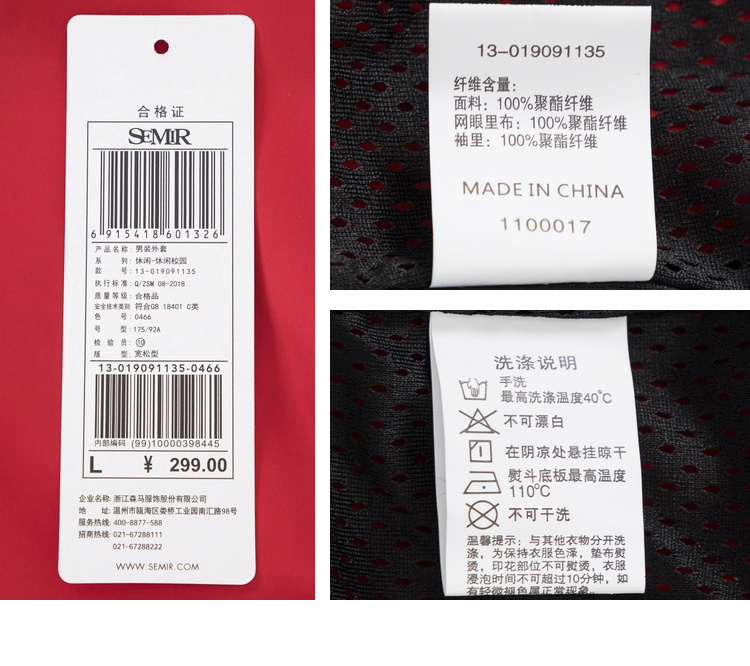 合格证
SEMIR
6 915418 601326
产品名称: 男装外套
系 列: 休闲-休闲校园
款 号: 13-019091135
执行标准: Q/ZSM 08-2018
质量等级: 合格品
安全技术类别: 符合GB 18401 C类
色 号: 0466
号 型: 175/92A
检 验 员: ⑩
版 型: 宽松型
13-019091135-0466
内部编码 (99)10000398445
L ¥ 299.00
企业名称: 浙江森马服饰股份有限公司
地 址: 温州市瓯海区娄桥工业园南汇路98号
服务热线: 400-8877-588
招商热线: 021-67288111
021-67288222
WWW.SEMIR.COM
13-019091135
纤维含量:
面料: 100%聚酯纤维
网眼里布: 100%聚酯纤维
袖里: 100%聚酯纤维
MADE IN CHINA
1100017
洗涤说明
手洗
最高洗涤温度40°C
不可漂白
在阴凉处悬挂晾干
熨斗底板最高温度
110°C
不可干洗
温馨提示: 与其他衣物分开洗
涤, 为保持衣服色泽, 垫布熨
烫, 印花部位不可熨烫, 衣服
浸泡时间不可超过10分钟, 如
有轻微褪色属正常现象。